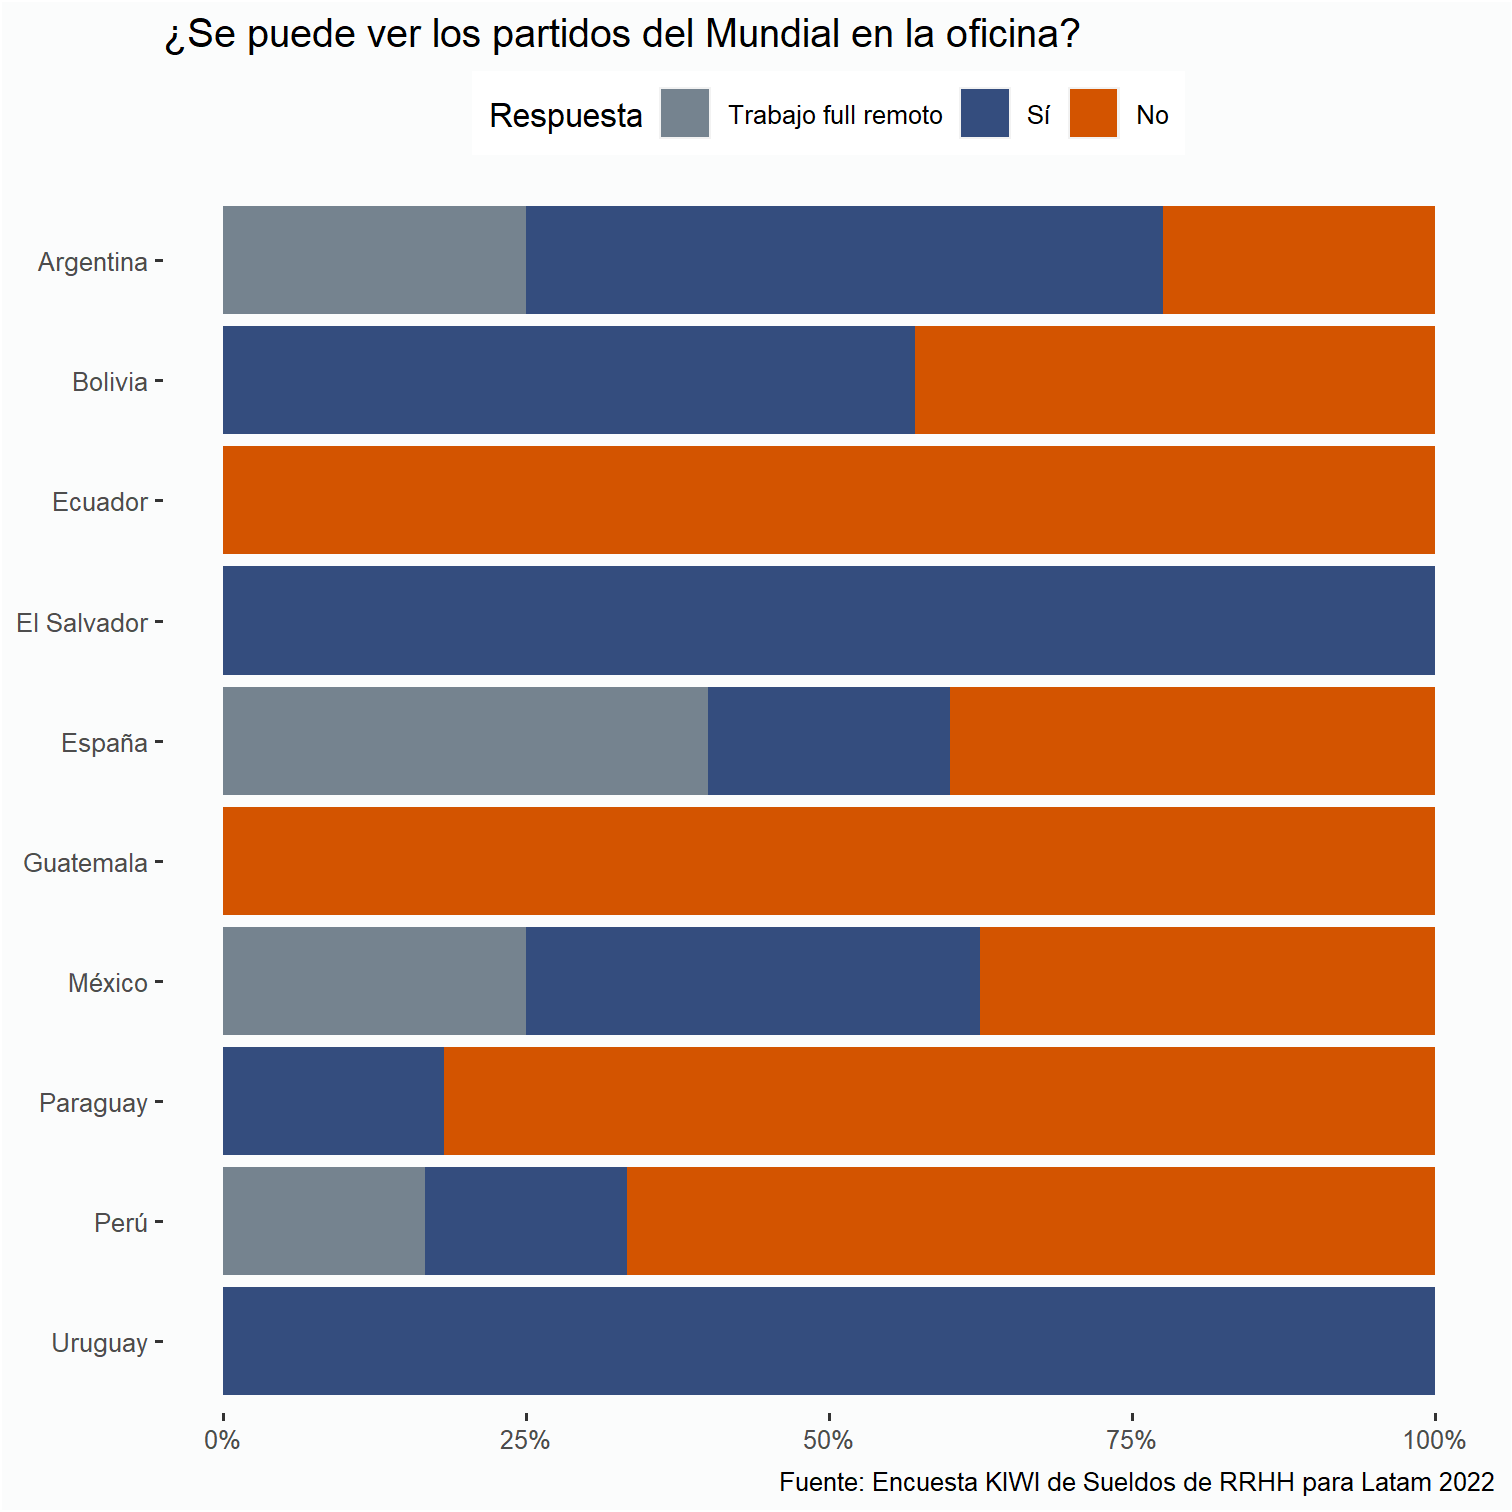 ¿Se puede ver los partidos del Mundial en la oficina?
Respuesta Trabajo full remoto Sí No
Argentina
Bolivia
Ecuador
El Salvador
España
Guatemala
México
Paraguay
Perú
Uruguay
0% 25% 50% 75% 100%
Fuente: Encuesta KIWI de Sueldos de RRHH para Latam 2022